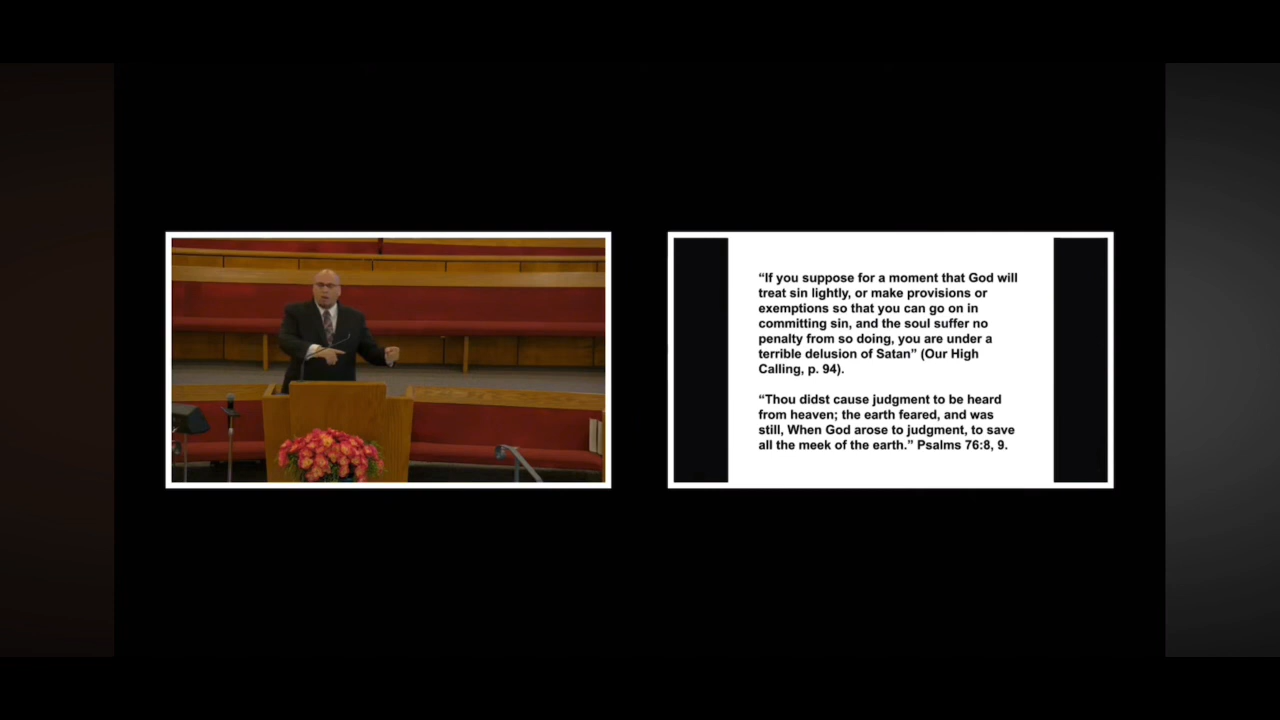 “If you suppose for a moment that God will
treat sin lightly, or make provisions or
exemptions so that you can go on in
committing sin, and the soul suffer no
penalty from so doing, you are under a
terrible delusion of Satan” (Our High
Calling, p. 94).
“Thou didst cause judgment to be heard
from heaven; the earth feared, and was
still, When God arose to judgment, to save
all the meek of the earth.” Psalms 76:8, 9.